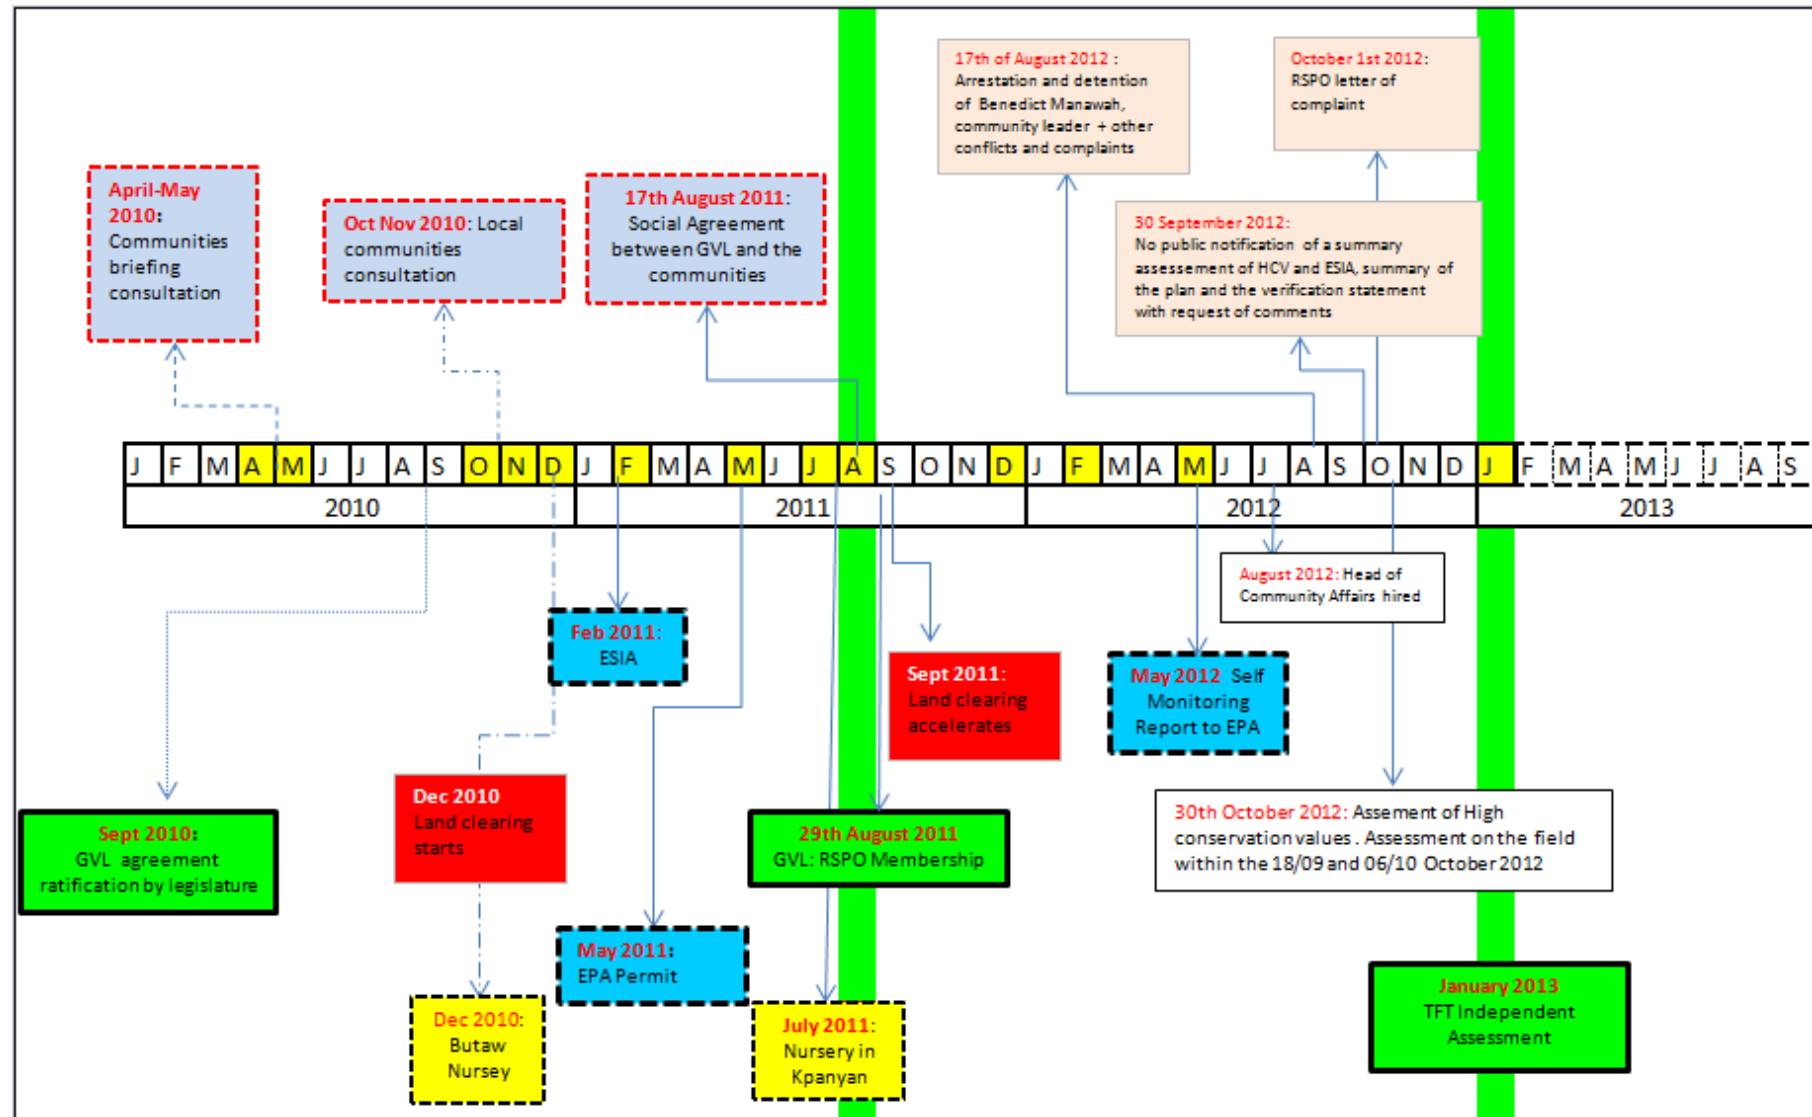 17th of August 2012 :
Arrestation and detention
of Benedict Manawah,
community leader + other
conflicts and complaints
October 1st 2012:
RSPO letter of
complaint
April-May
2010:
Communities
briefing
consultation
Oct Nov 2010: Local
communities
consultation
17th August 2011:
Social Agreement
between GVL and the
communities
30 September 2012:
No public notification of a summary
assessement of HCV and ESIA, summary of
the plan and the verification statement
with request of comments
J F M A M J J A S O N D J F M A M J J A S O N D J F M A M J J A S O N D J F M A M J J A S
2010 2011 2012 2013
August 2012: Head of
Community Affairs hired
Feb 2011:
ESIA
Sept 2011:
Land clearing
accelerates
May 2012 Self
Monitoring
Report to EPA
Dec 2010
Land clearing
starts
Sept 2010:
GVL agreement
ratification by legislature
29th August 2011
GVL: RSPO Membership
30th October 2012: Assement of High
conservation values . Assessment on the field
within the 18/09 and 06/10 October 2012
May 2011:
EPA Permit
January 2013
TFT Independent
Assessment
Dec 2010:
Butaw
Nursey
July 2011:
Nursery in
Kpanyan